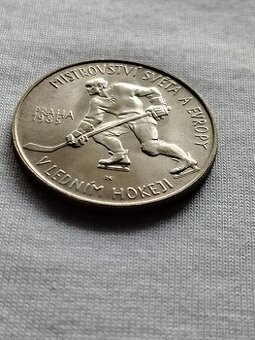 MISTROVSTVÍ SVĚTA A EVROPY
PRAHA
1985
V LEDNÍM HOKEJI